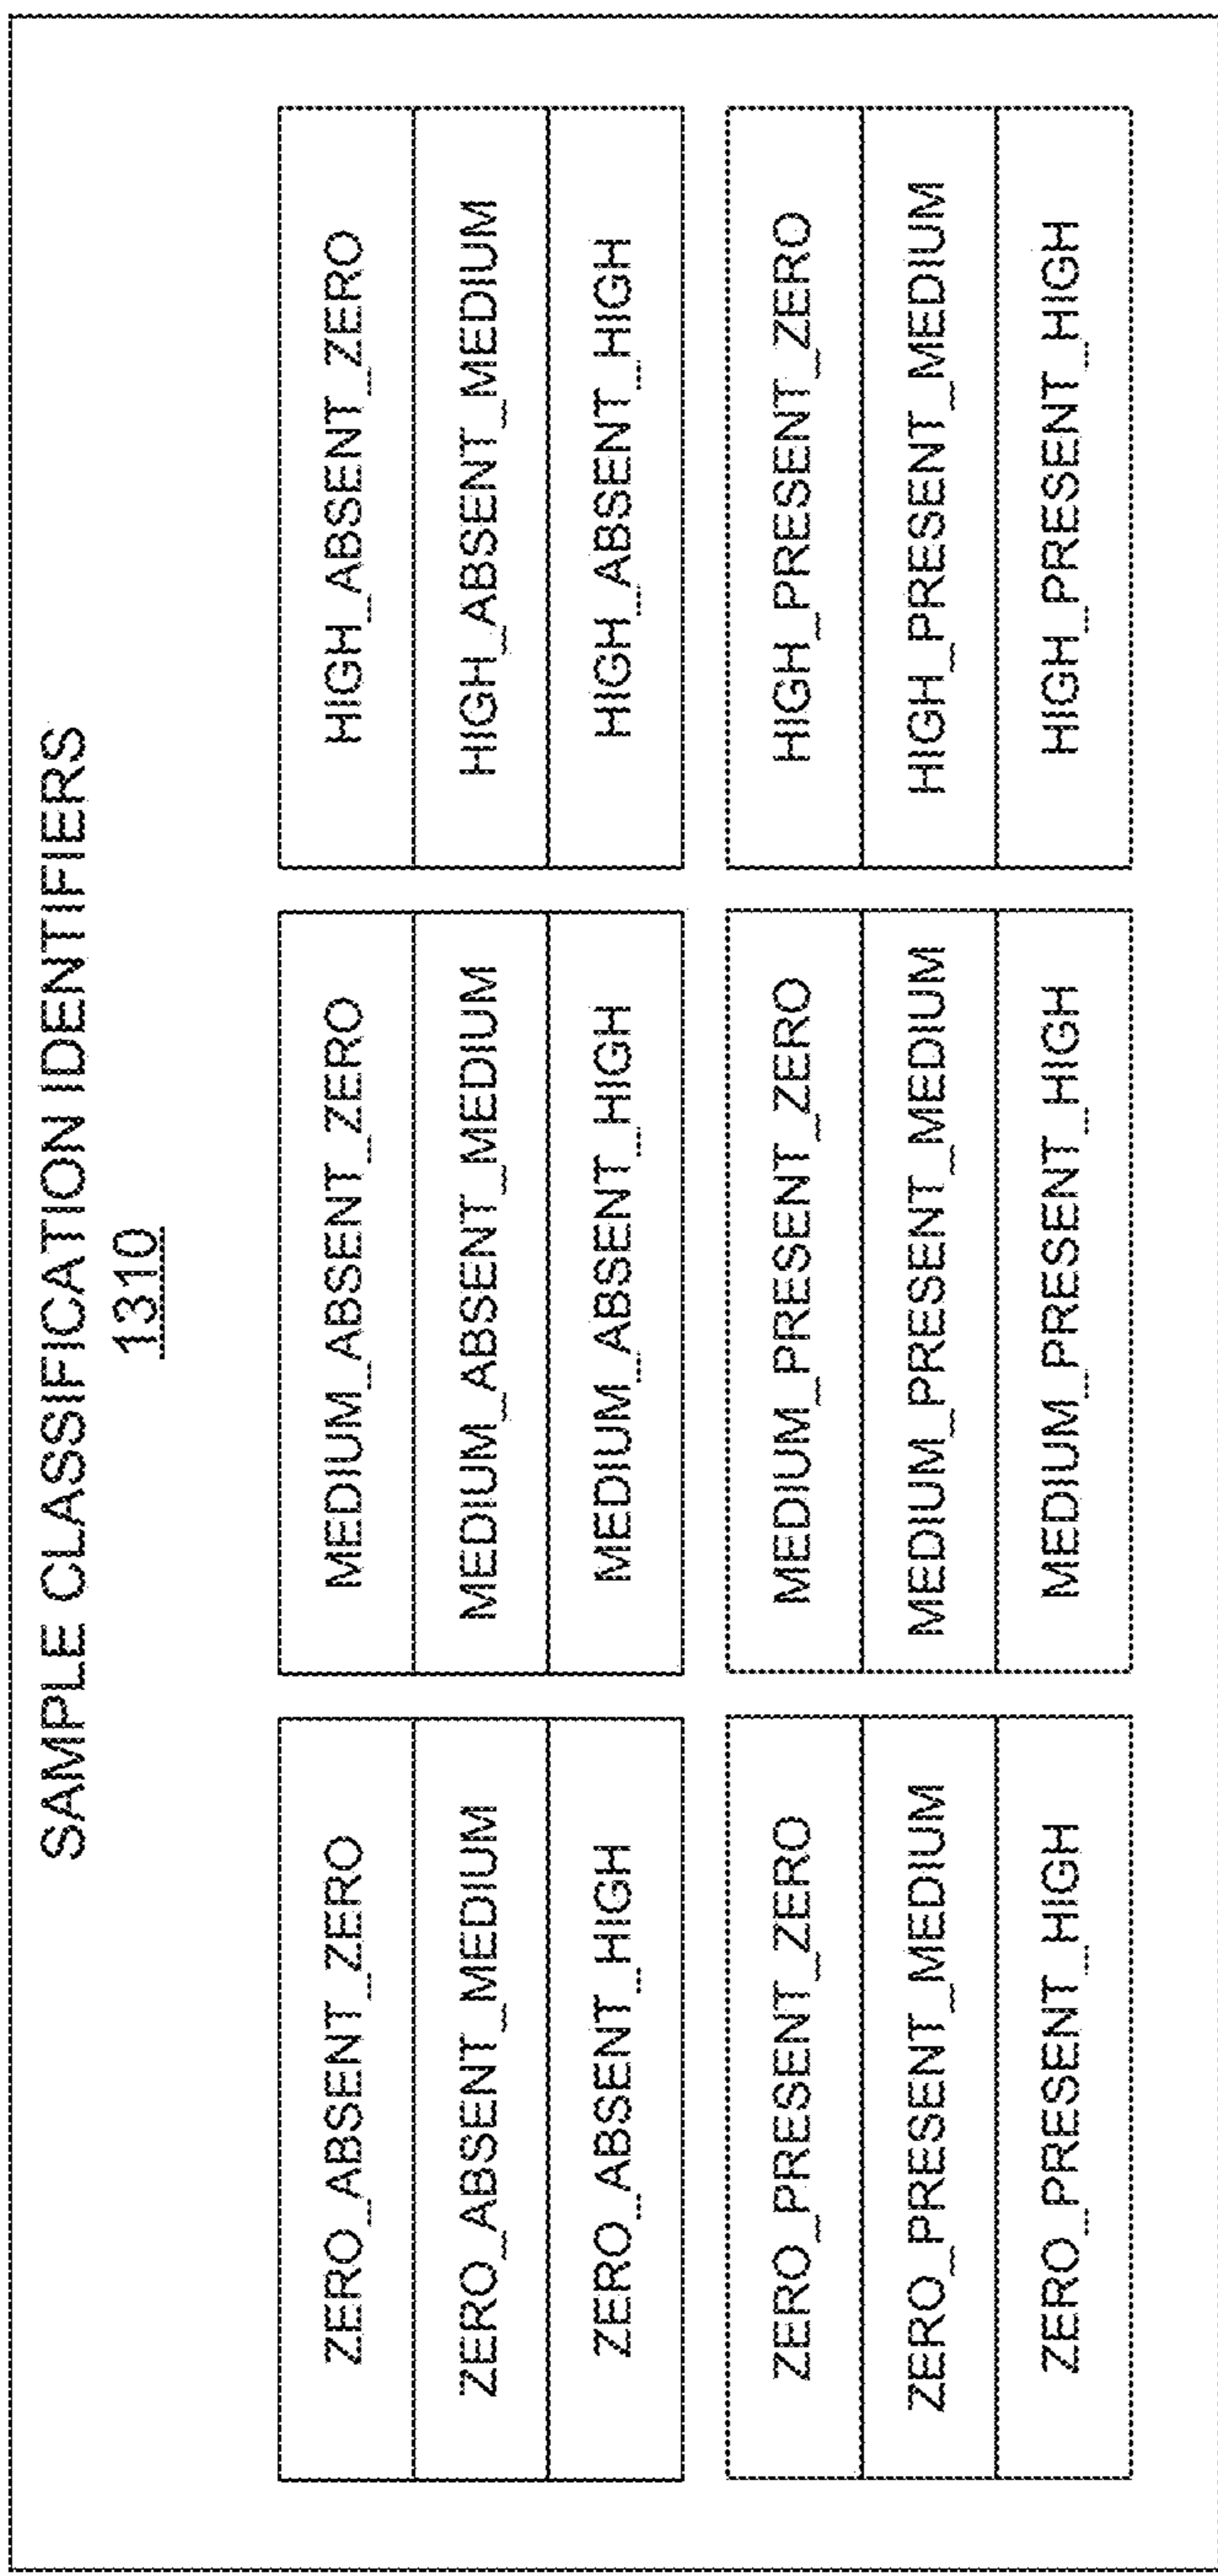 SAMPLE CLASSIFICATION IDENTIFIERS
1310
ZERO_ABSENT_ZERO
ZERO_ABSENT_MEDIUM
ZERO_ABSENT_HIGH
MEDIUM_ABSENT_ZERO
MEDIUM_ABSENT_MEDIUM
MEDIUM_ABSENT_HIGH
HIGH_ABSENT_ZERO
HIGH_ABSENT_MEDIUM
HIGH_ABSENT_HIGH
ZERO_PRESENT_ZERO
ZERO_PRESENT_MEDIUM
ZERO_PRESENT_HIGH
MEDIUM_PRESENT_ZERO
MEDIUM_PRESENT_MEDIUM
MEDIUM_PRESENT_HIGH
HIGH_PRESENT_ZERO
HIGH_PRESENT_MEDIUM
HIGH_PRESENT_HIGH